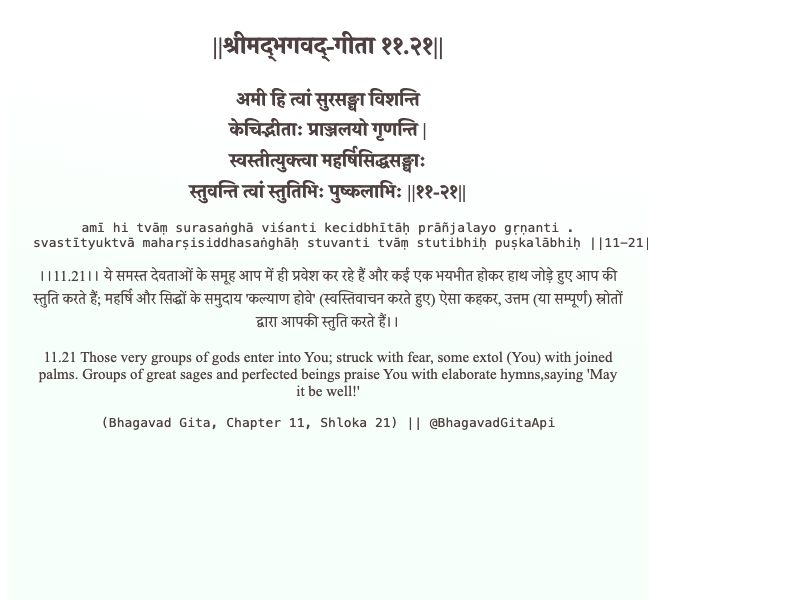 ||श्रीमद्‍भगवद्‍-गीता ११.२१||
अमी हि त्वां सुरसङ्घा विशन्ति
केचिद्भीताः प्राञ्जलयो गृणन्ति |
स्वस्तीत्युक्त्वा महर्षिसिद्धसङ्घाः
स्तुवन्ति त्वां स्तुतिभिः पुष्कलाभिः ||११-२१||
amī hi tvāṃ surasaṅghā viśanti kecidbhītāḥ prāñjalayo gṛṇanti .
svastītyuktvā maharṣisiddhasaṅghāḥ stuvanti tvāṃ stutibhiḥ puṣkalābhiḥ ||11-21|
।।11.21।। ये समस्त देवताओं के समूह आप में ही प्रवेश कर रहे हैं और कई एक भयभीत होकर हाथ जोड़े हुए आप की
स्तुति करते हैं; महर्षि और सिद्धों के समुदाय 'कल्याण होवे' (स्वस्तिवाचन करते हुए) ऐसा कहकर, उत्तम (या सम्पूर्ण) स्रोतों
द्वारा आपकी स्तुति करते हैं।।
11.21 Those very groups of gods enter into You; struck with fear, some extol (You) with joined
palms. Groups of great sages and perfected beings praise You with elaborate hymns,saying 'May
it be well!'
(Bhagavad Gita, Chapter 11, Shloka 21) || @BhagavadGitaApi